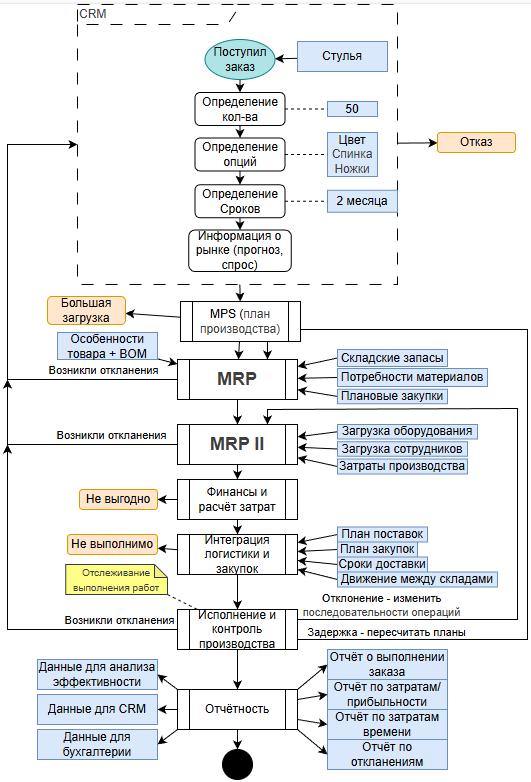 CRM
Поступил
заказ
Стулья
Определение
кол-ва
50
Определение
опций
Цвет
Спинка
Ножки
Отказ
Определение
Сроков
2 месяца
Информация о
рынке (прогноз,
спрос)
Большая
загрузка
MPS (план
производства)
Особенности
товара + BOM
Возникли откланения
MRP
Складские запасы
Потребности материалов
Плановые закупки
Возникли откланения
MRP II
Загрузка оборудования
Загрузка сотрудников
Затраты производства
Не выгодно
Финансы и
расчёт затрат
Не выполнимо
Интеграция
логистики и
закупок
План поставок
План закупок
Сроки доставки
Движение между складами
Отслеживание
выполнения работ
Отклонение - изменить
последовательности операций
Возникли откланения
Исполнение и
контроль
производства
Задержка - пересчитать планы
Данные для анализа
эффективности
Данные для CRM
Данные для
бухгалтерии
Отчётность
Отчёт о выполнении
заказа
Отчёт по затратам/
прибыльности
Отчёт по затратам
времени
Отчёт по
откланениям